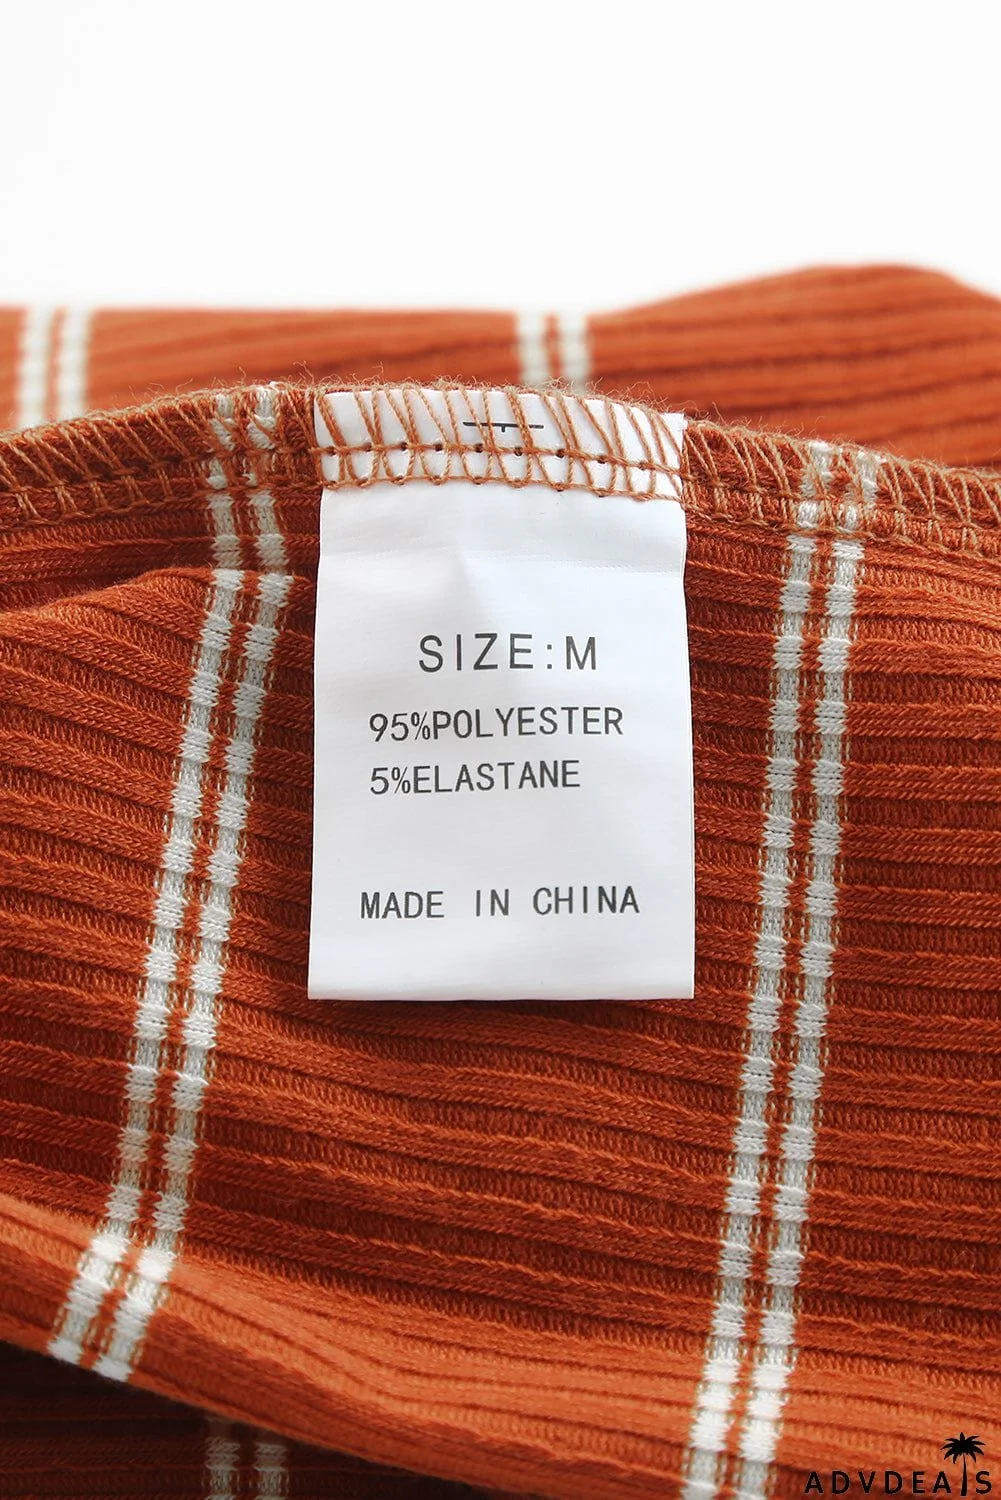 SIZE:M
95%POLYESTER
5%ELASTANE
MADE IN CHINA
ADVDEALS